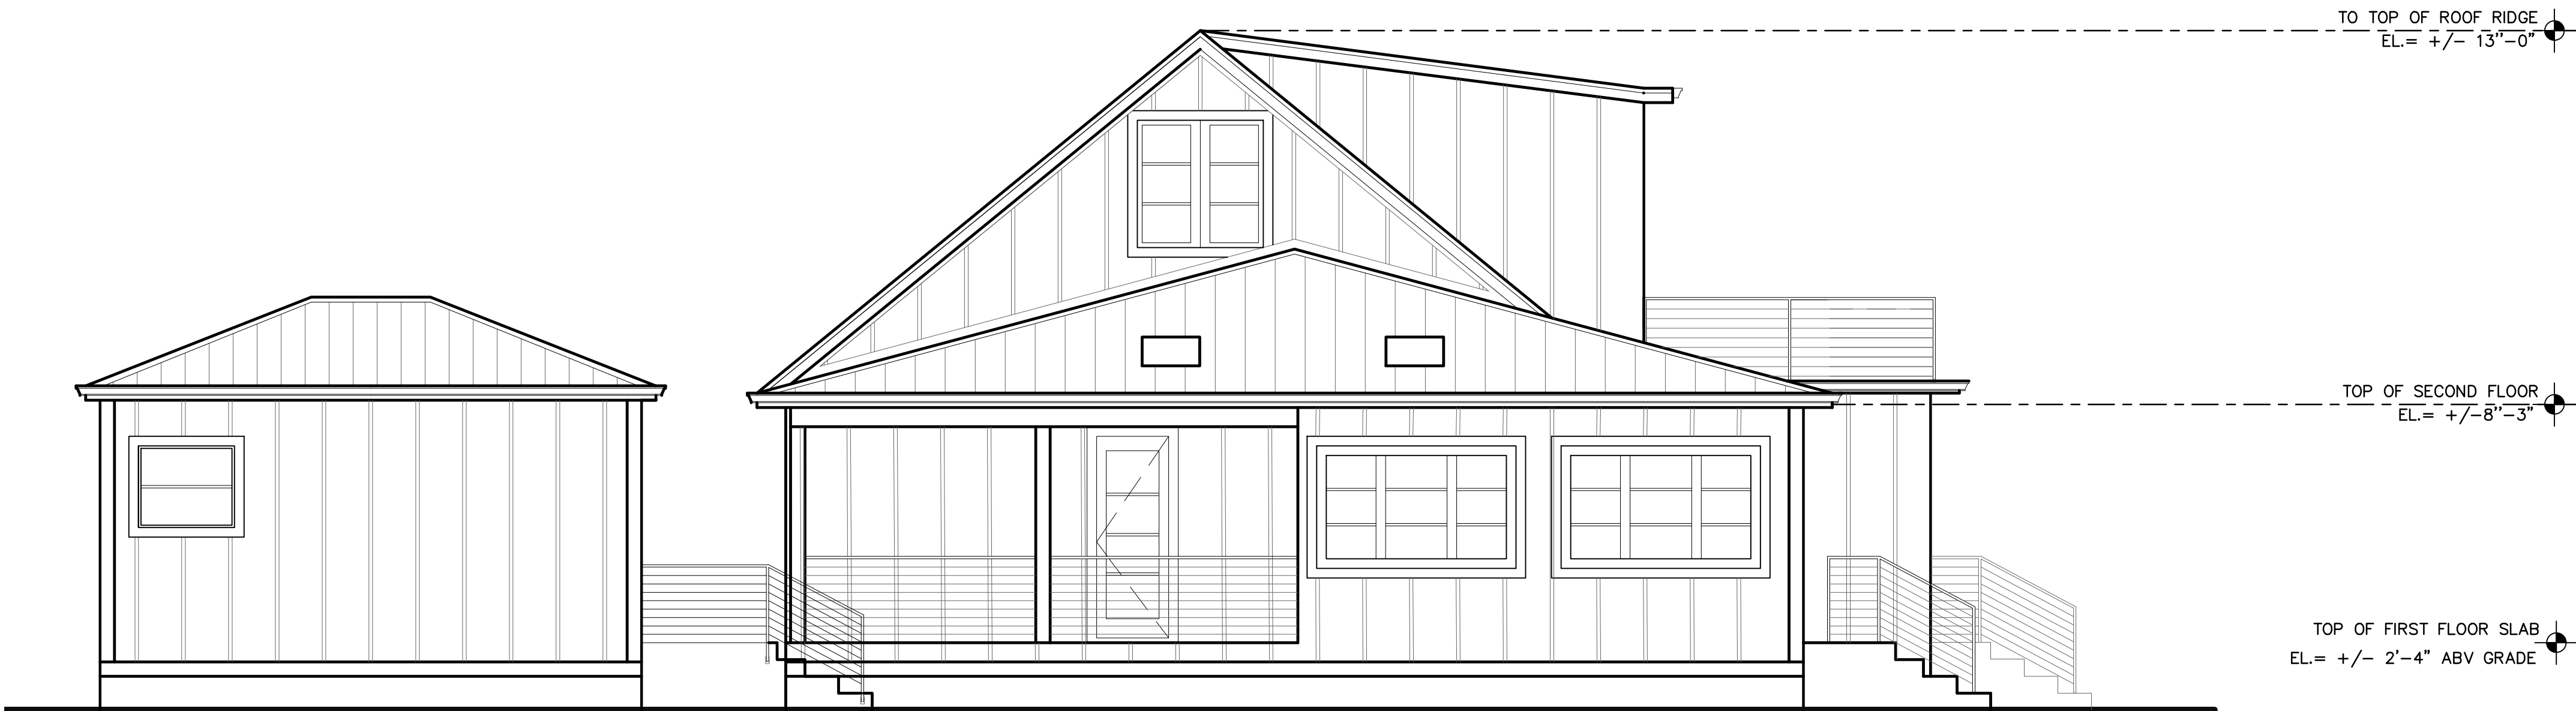 TO TOP OF ROOF RIDGE
EL.= +/- 13''-0"
TOP OF SECOND FLOOR
EL.= +/-8''-3"
TOP OF FIRST FLOOR SLAB
EL.= +/- 2'-4" ABV GRADE